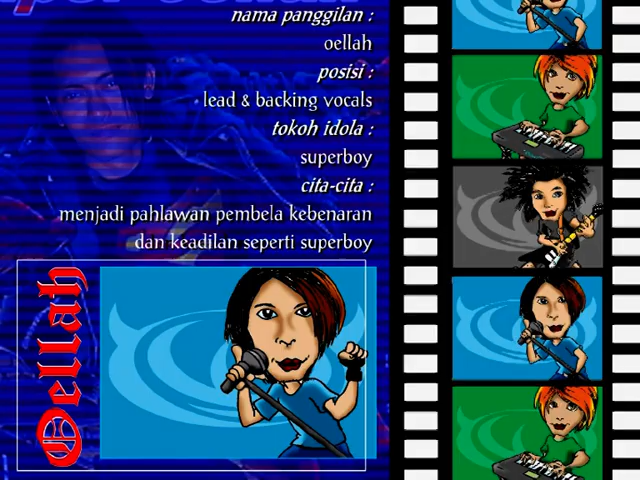 nama panggilan :
oellah
posisi :
lead & backing vocals
tokoh idola :
superboy
cita-cita :
menjadi pahlawan pembela kebenaran
dan keadilan seperti superboy
Oellah